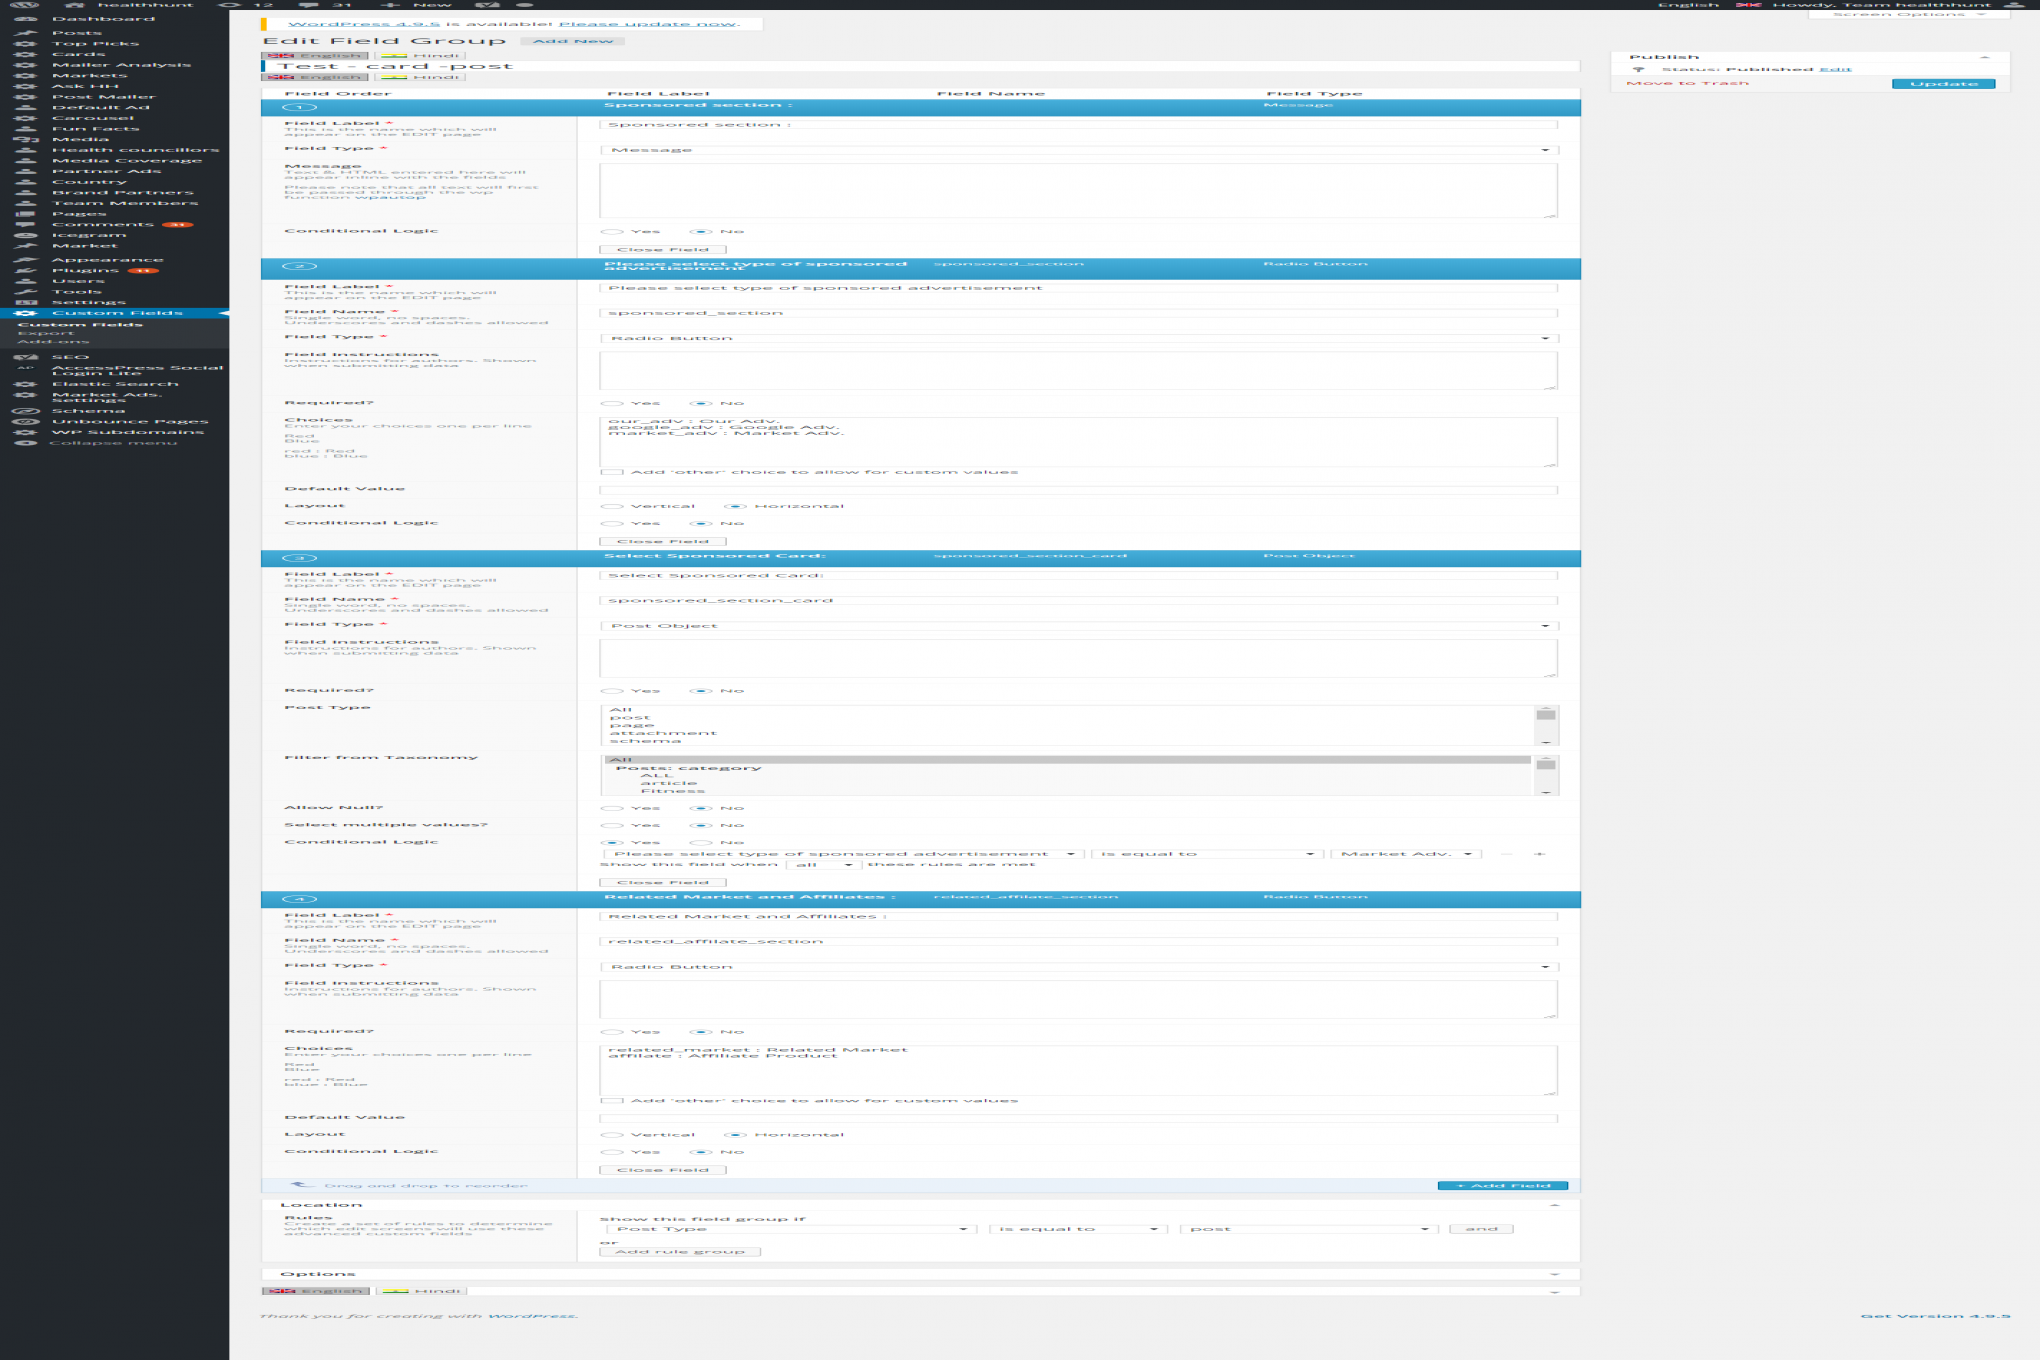 healthhunt 12 31 New English Howdy, Team healthhunt
Dashboard
Posts
Top Picks
Cards
Mailer Analysis
Markets
Ask HH
Post Mailer
Default Ad
Carousel
Fun Facts
Media
Health councillors
Media Coverage
Partner Ads
Country
Brand Partners
Team Members
Pages
Comments 31
Icegram
Market
Appearance
Plugins 11
Users
Tools
Settings
Custom Fields
Custom Fields
Export
Add-ons
SEO
AP AccessPress Social
Login Lite
Elastic Search
Market Ads.
Settings
Schema
Unbounce Pages
WP Subdomains
Collapse menu
Screen Options
WordPress 4.9.5 is available! Please update now.
Edit Field Group Add New
English Hindi
Test - card -post
English Hindi
Publish
Status: Published Edit
Move to Trash Update
Field Order Field Label Field Name Field Type
1 Sponsored section : Message
Field Label *
This is the name which will
appear on the EDIT page
Sponsored section :
Field Type *
Message
Message
Text & HTML entered here will
appear inline with the fields
Please note that all text will first
be passed through the wp
function wpautop
Conditional Logic Yes No
Close Field
2 Please select type of sponsored
advertisement
sponsored_section Radio Button
Field Label *
This is the name which will
appear on the EDIT page
Please select type of sponsored advertisement
Field Name *
Single word, no spaces.
Underscores and dashes allowed
sponsored_section
Field Type *
Radio Button
Field Instructions
Instructions for authors. Shown
when submitting data
Required? Yes No
Choices
Enter your choices one per line
Red
Blue
red : Red
blue : Blue
our_adv : Our Adv.
google_adv : Google Adv.
market_adv : Market Adv.
Add 'other' choice to allow for custom values
Default Value
Layout Vertical Horizontal
Conditional Logic Yes No
Close Field
3 Select Sponsored Card: sponsored_section_card Post Object
Field Label *
This is the name which will
appear on the EDIT page
Select Sponsored Card:
Field Name *
Single word, no spaces.
Underscores and dashes allowed
sponsored_section_card
Field Type *
Post Object
Field Instructions
Instructions for authors. Shown
when submitting data
Required? Yes No
Post Type
All
post
page
attachment
schema
Filter from Taxonomy
All
Posts: category
ALL
article
Fitness
Allow Null? Yes No
Select multiple values? Yes No
Conditional Logic Yes No
Please select type of sponsored advertisement is equal to Market Adv. - +
Show this field when all these rules are met
Close Field
4 Related Market and Affiliates : related_affilate_section Radio Button
Field Label *
This is the name which will
appear on the EDIT page
Related Market and Affiliates :
Field Name *
Single word, no spaces.
Underscores and dashes allowed
related_affilate_section
Field Type *
Radio Button
Field Instructions
Instructions for authors. Shown
when submitting data
Required? Yes No
Choices
Enter your choices one per line
Red
Blue
red : Red
blue : Blue
related_market : Related Market
affilate : Affiliate Product
Add 'other' choice to allow for custom values
Default Value
Layout Vertical Horizontal
Conditional Logic Yes No
Close Field
Drag and drop to reorder + Add Field
Location
Rules
Create a set of rules to determine
which edit screens will use these
advanced custom fields
Show this field group if
Post Type is equal to post and
or
Add rule group
Options
English Hindi
Thank you for creating with WordPress. Get Version 4.9.5